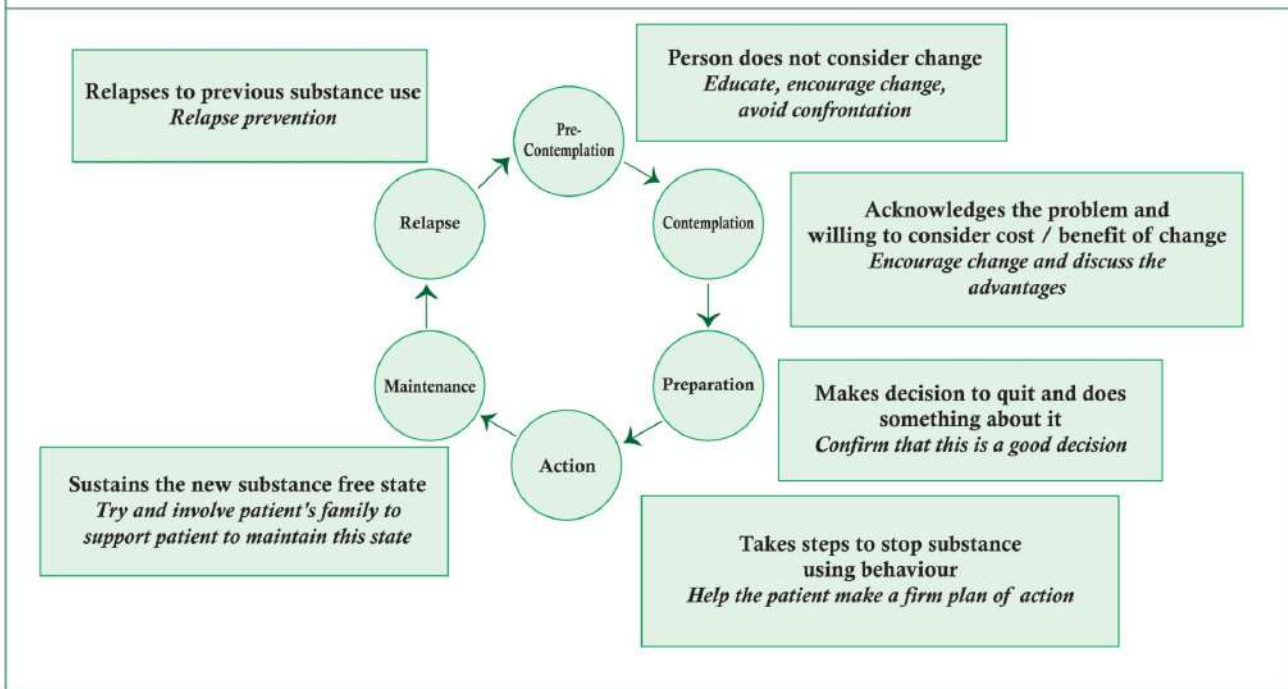 Person does not consider change
Educate, encourage change,
avoid confrontation
Relapses to previous substance use
Relapse prevention
Pre-
Contemplation
Relapse
Contemplation
Acknowledges the problem and
willing to consider cost / benefit of change
Encourage change and discuss the
advantages
Maintenance
Preparation
Makes decision to quit and does
something about it
Confirm that this is a good decision
Action
Sustains the new substance free state
Try and involve patient's family to
support patient to maintain this state
Takes steps to stop substance
using behaviour
Help the patient make a firm plan of action